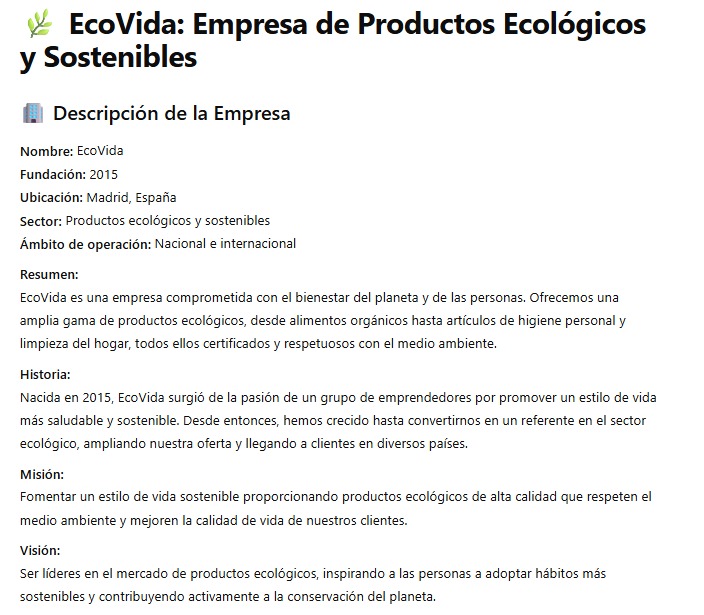 EcoVida: Empresa de Productos Ecológicos
y Sostenibles
Descripción de la Empresa
Nombre: EcoVida
Fundación: 2015
Ubicación: Madrid, España
Sector: Productos ecológicos y sostenibles
Ámbito de operación: Nacional e internacional
Resumen:
EcoVida es una empresa comprometida con el bienestar del planeta y de las personas. Ofrecemos una
amplia gama de productos ecológicos, desde alimentos orgánicos hasta artículos de higiene personal y
limpieza del hogar, todos ellos certificados y respetuosos con el medio ambiente.
Historia:
Nacida en 2015, EcoVida surgió de la pasión de un grupo de emprendedores por promover un estilo de vida
más saludable y sostenible. Desde entonces, hemos crecido hasta convertirnos en un referente en el sector
ecológico, ampliando nuestra oferta y llegando a clientes en diversos países.
Misión:
Fomentar un estilo de vida sostenible proporcionando productos ecológicos de alta calidad que respeten el
medio ambiente y mejoren la calidad de vida de nuestros clientes.
Visión:
Ser líderes en el mercado de productos ecológicos, inspirando a las personas a adoptar hábitos más
sostenibles y contribuyendo activamente a la conservación del planeta.